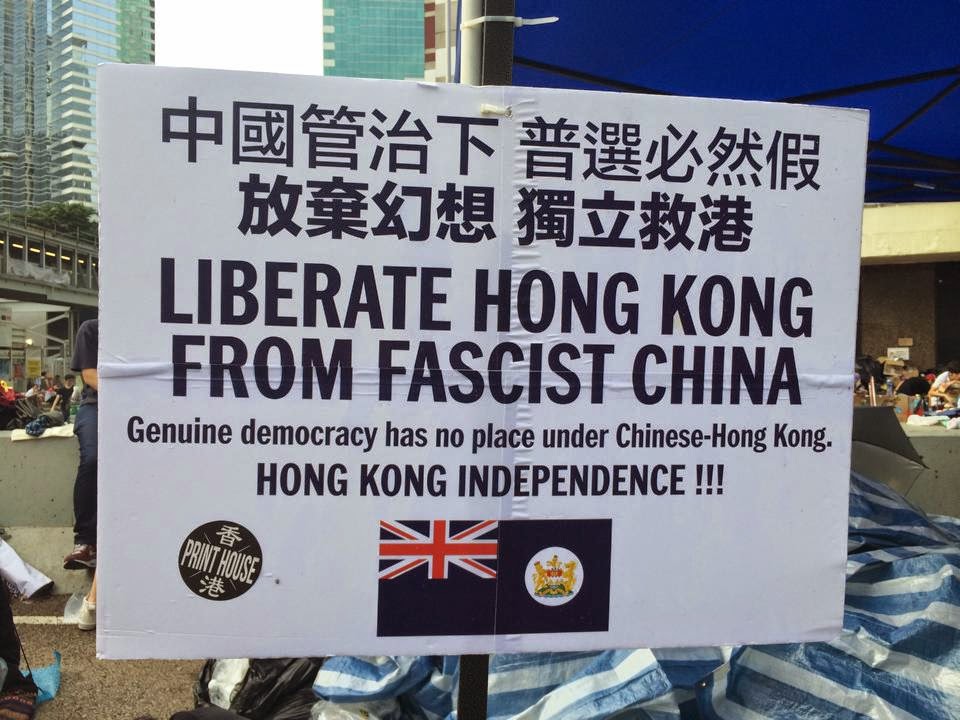 中國管治下 普選必然假
放棄幻想 獨立救港
LIBERATE HONG KONG
FROM FASCIST CHINA
Genuine democracy has no place under Chinese-Hong Kong.
HONG KONG INDEPENDENCE !!!
香
PRINT HOUSE
港